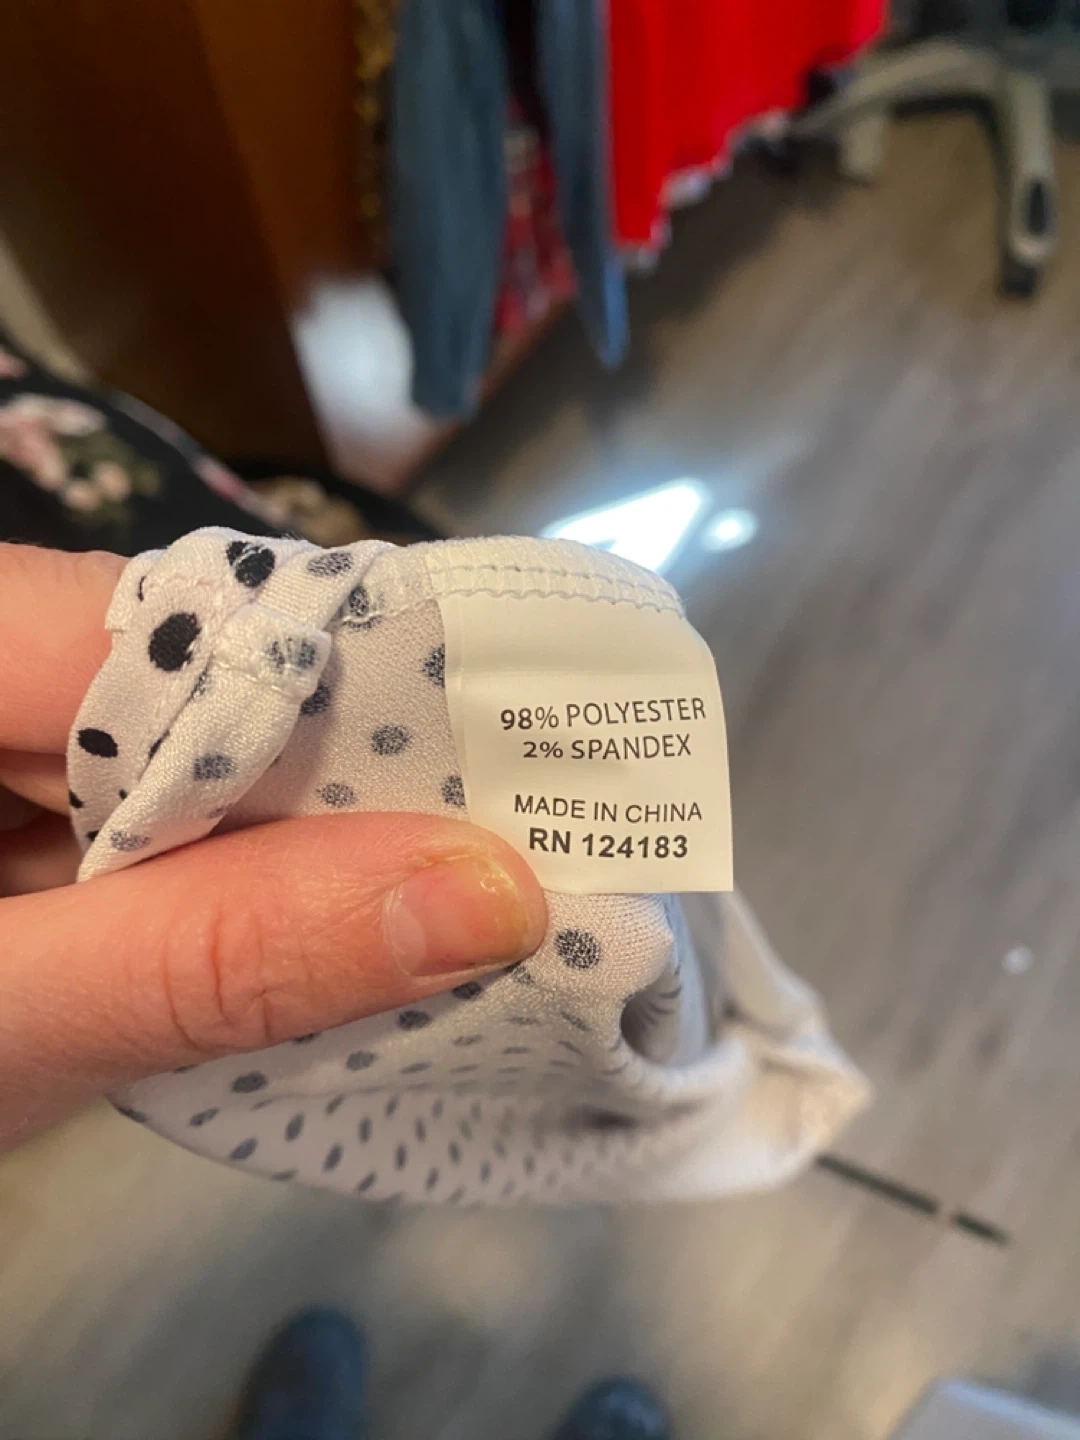 98% POLYESTER
2% SPANDEX
MADE IN CHINA
RN 124183